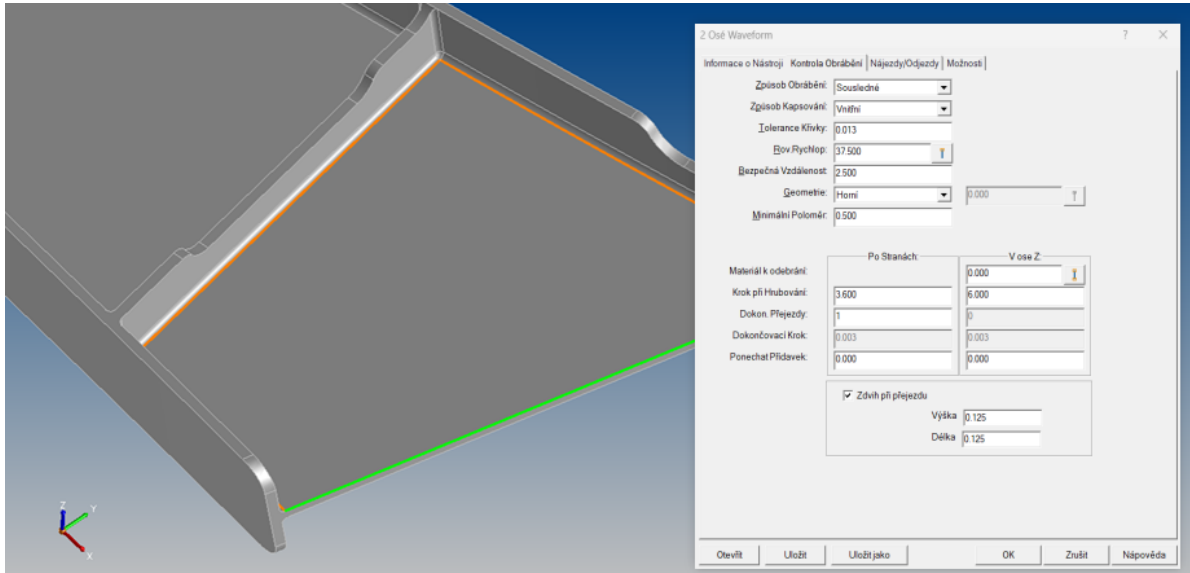 2 Osé Waveform ? X
Informace o Nástroji Kontrola Obrábění Nájezdy/Odjezdy Možnosti
Způsob Obrábění: Sousledné
Způsob Kapsování: Vnitřní
Tolerance Křivky: 0.013
Rov.Rychlop: 37.500
Bezpečná Vzdálenost: 2.500
Geometrie: Horní 0.000
Minimální Poloměr: 0.500
Po Stranách: V ose Z:
Materiál k odebrání: 0.000
Krok při Hrubování: 3.600 6.000
Dokon. Přejezdy: 1 0
Dokončovací Krok: 0.003 0.003
Ponechat Přídavek: 0.000 0.000
Zdvih při přejezdu
Výška 0.125
Délka 0.125
Otevřít Uložit Uložit jako OK Zrušit Nápověda
Z Y
X